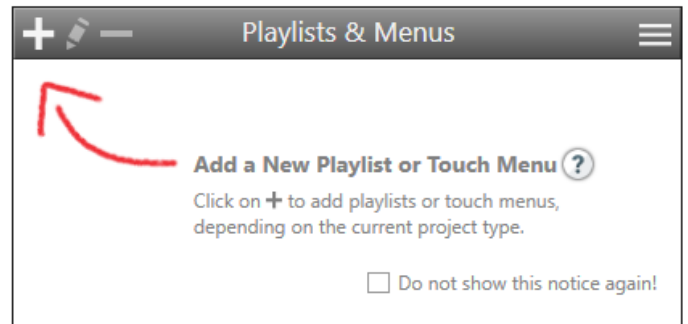 Playlists & Menus
Add a New Playlist or Touch Menu ?
Click on + to add playlists or touch menus,
depending on the current project type.
Do not show this notice again!